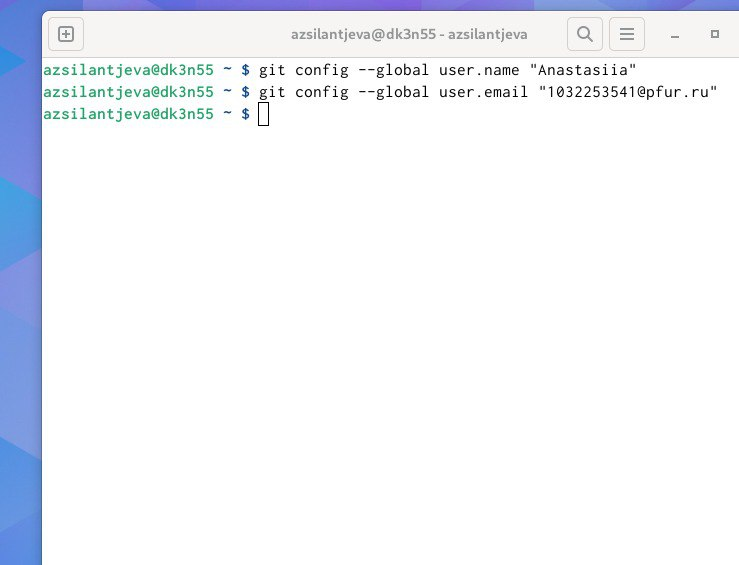 azsilantjeva@dk3n55 - azsilantjeva
azsilantjeva@dk3n55 ~ $ git config --global user.name "Anastasiia"
azsilantjeva@dk3n55 ~ $ git config --global user.email "1032253541@pfur.ru"
azsilantjeva@dk3n55 ~ $